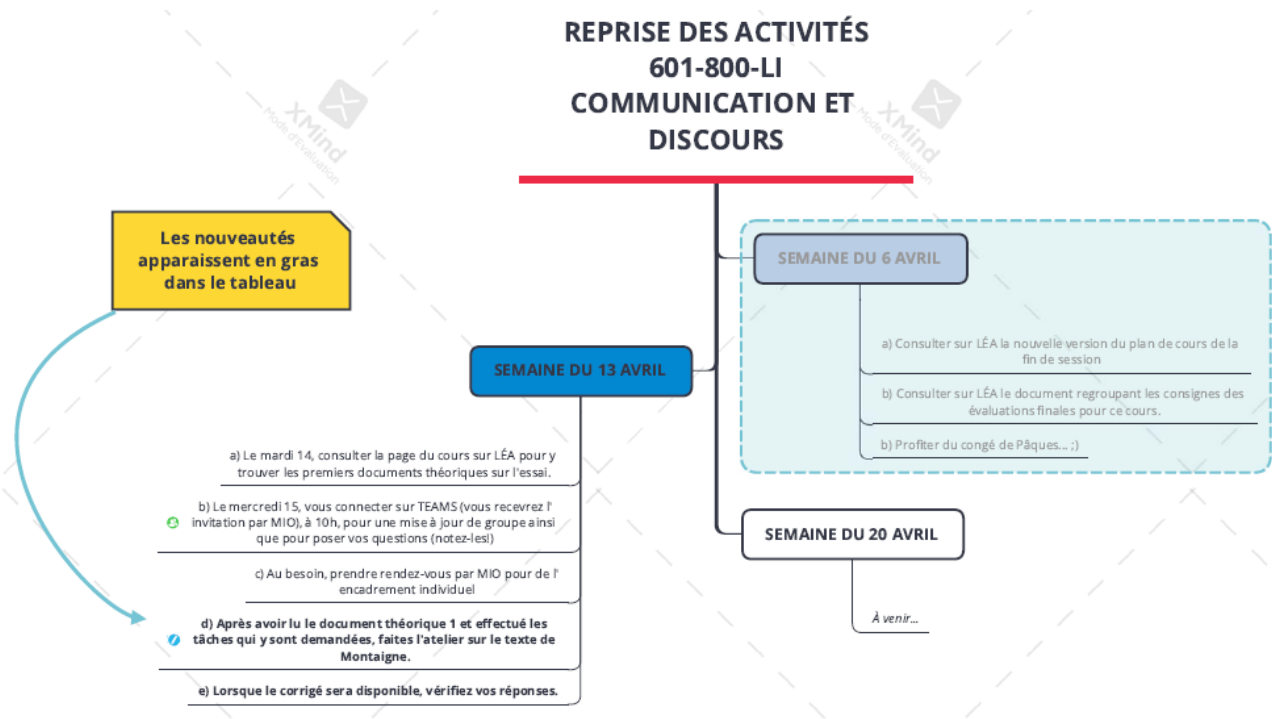 REPRISE DES ACTIVITÉS
601-800-LI
COMMUNICATION ET
DISCOURS
XMind
Mode d'Évaluation
XMind
Mode d'Évaluation
Les nouveautés
apparaissent en gras
dans le tableau
SEMAINE DU 6 AVRIL
a) Consulter sur LÉA la nouvelle version du plan de cours de la
fin de session
b) Consulter sur LÉA le document regroupant les consignes des
évaluations finales pour ce cours.
b) Profiter du congé de Pâques... ;)
SEMAINE DU 13 AVRIL
a) Le mardi 14, consulter la page du cours sur LÉA pour y
trouver les premiers documents théoriques sur l'essai.
b) Le mercredi 15, vous connecter sur TEAMS (vous recevrez l'
invitation par MIO), à 10h, pour une mise à jour de groupe ainsi
que pour poser vos questions (notez-les!)
c) Au besoin, prendre rendez-vous par MIO pour de l'
encadrement individuel
d) Après avoir lu le document théorique 1 et effectué les
tâches qui y sont demandées, faites l'atelier sur le texte de
Montaigne.
e) Lorsque le corrigé sera disponible, vérifiez vos réponses.
SEMAINE DU 20 AVRIL
À venir...